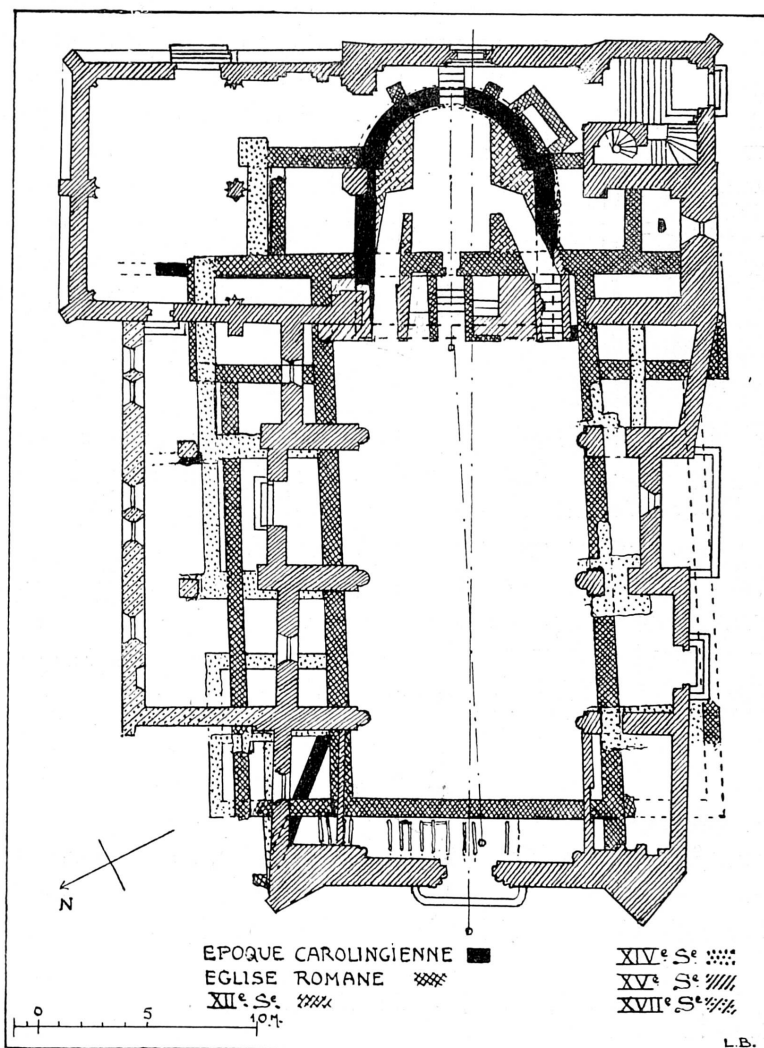 N
EPOQUE CAROLINGIENNE
EGLISE ROMANE
XIIe Se
XIVe Se
XVe Se
XVIIe Se
0 5 10 M.
L.B.